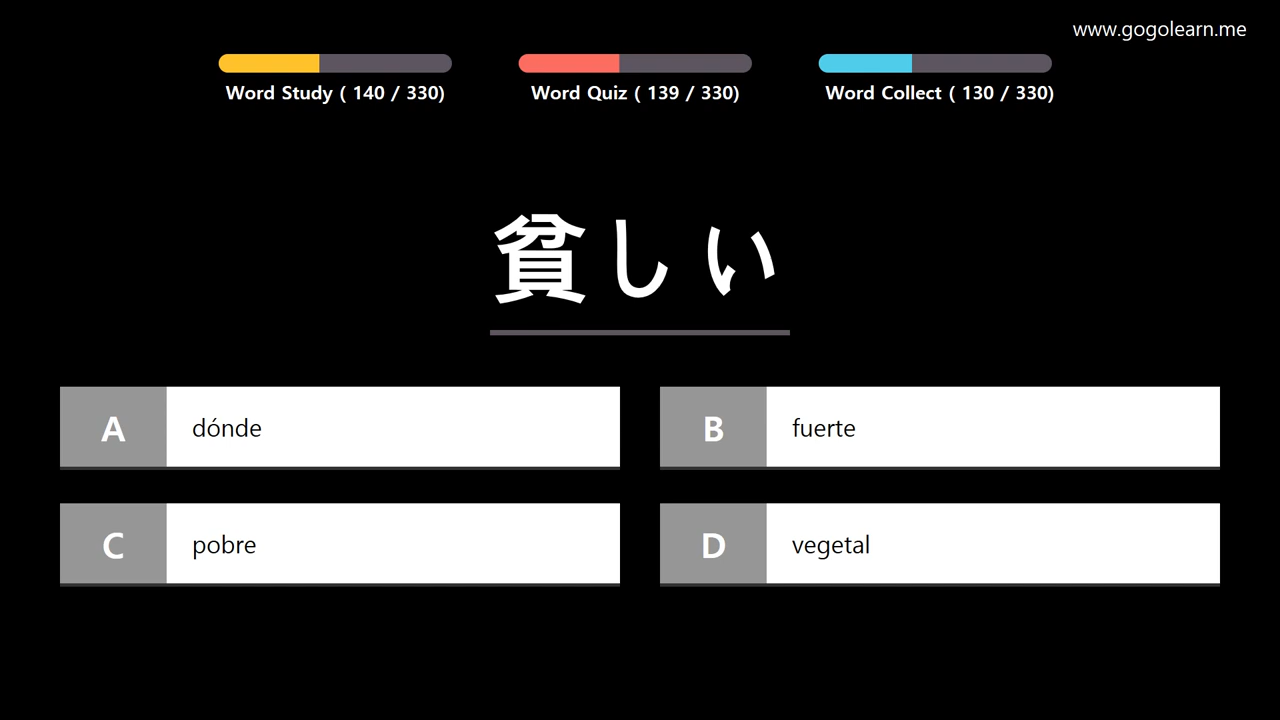 www.gogolearn.me
Word Study ( 140 / 330)
Word Quiz ( 139 / 330)
Word Collect ( 130 / 330)
貧しい
A dónde
B fuerte
C pobre
D vegetal